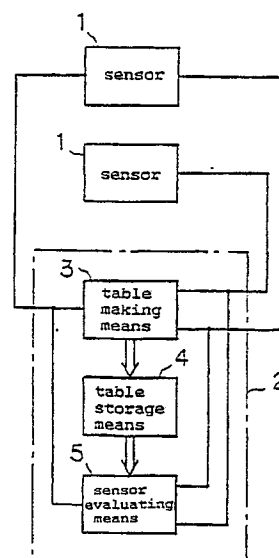 1
sensor
1
sensor
3
table
making
means
4
table
storage
means
2
5
sensor
evaluating
means